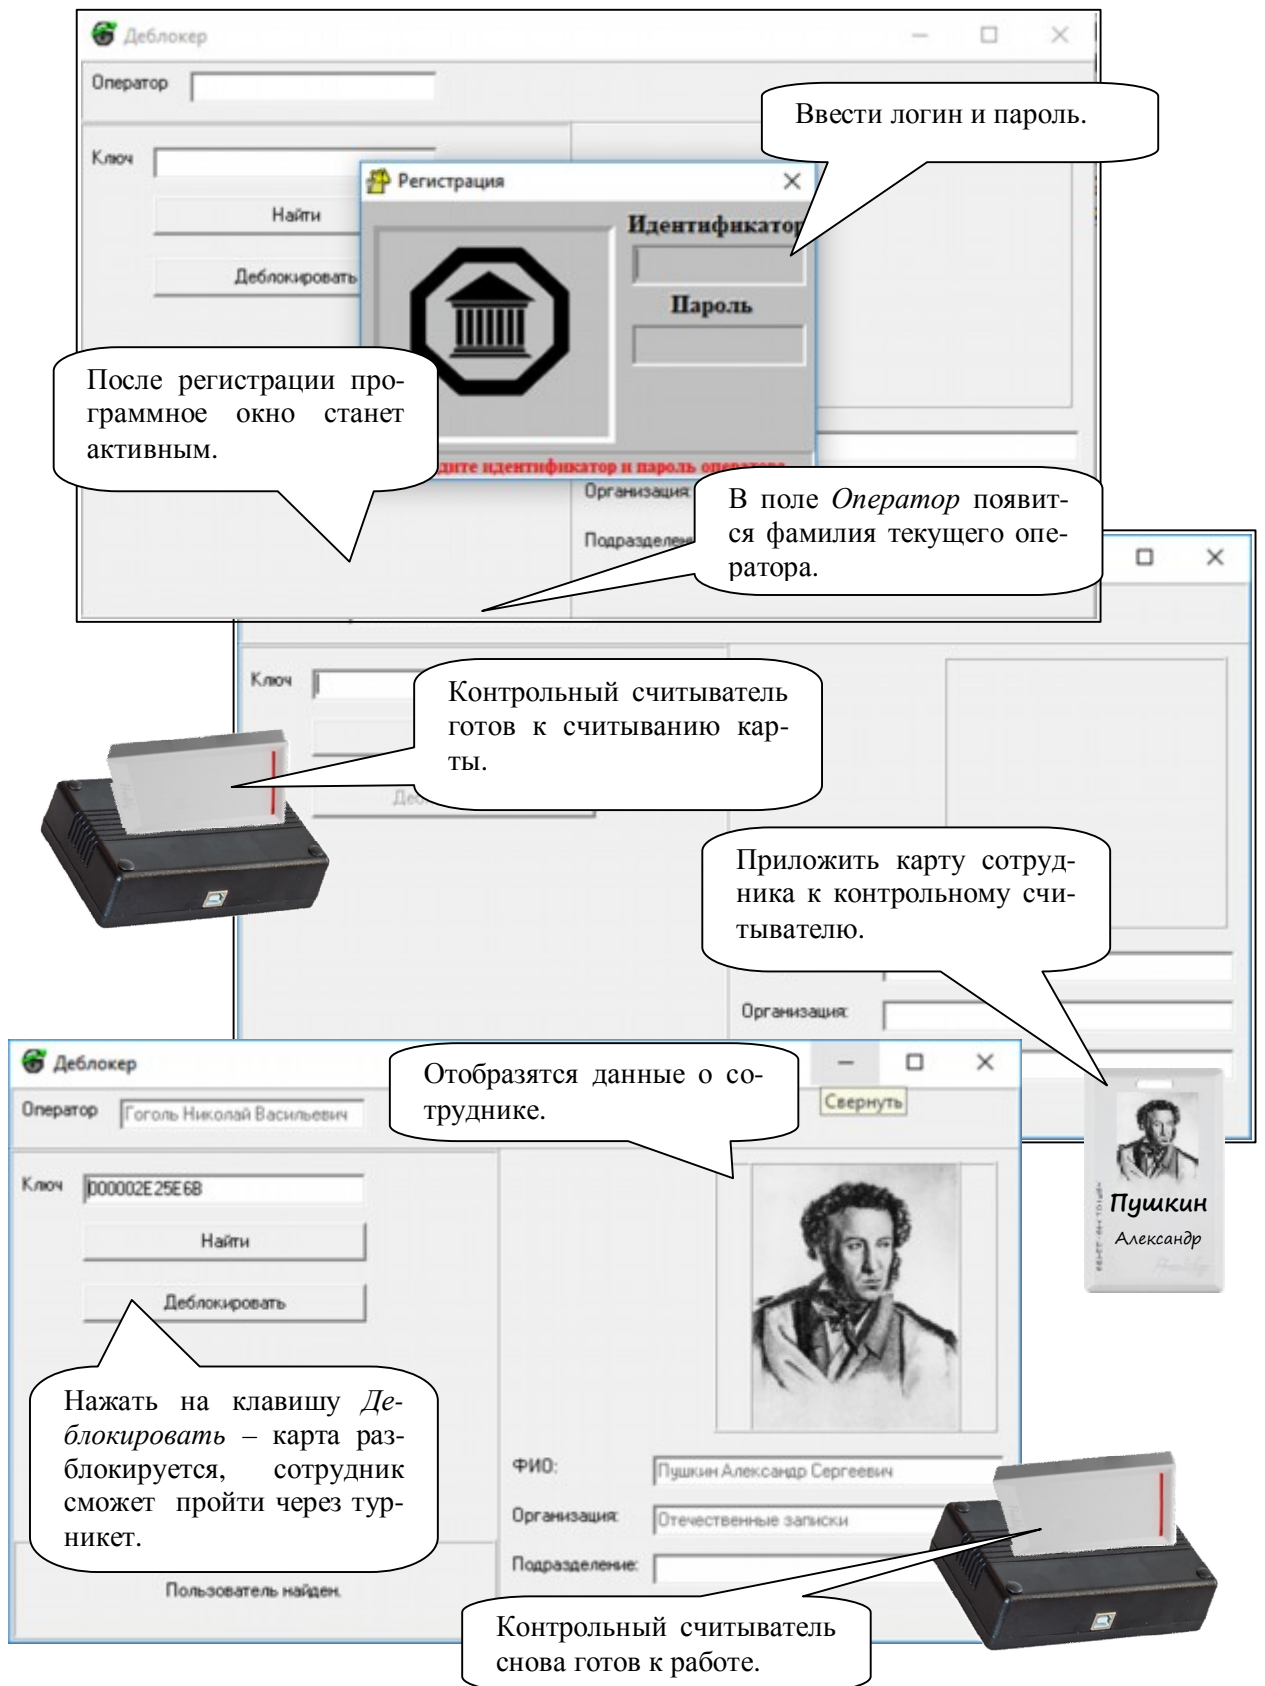 Деблокер
Оператор
Ввести логин и пароль.
Ключ
Регистрация
Найти
Идентификатор
Деблокировать
Пароль
После регистрации про-
граммное окно станет
активным.
идентификатор и пароль оператора
Организация:
В поле Оператор появит-
ся фамилия текущего опе-
ратора.
Ключ
Контрольный считыватель
готов к считыванию кар-
ты.
Приложить карту сотруд-
ника к контрольному счи-
тывателю.
Организация:
Деблокер
Отобразятся данные о со-
труднике.
Свернуть
Оператор Гоголь Николай Васильевич
Ключ 000002E25E6B
Найти
Деблокировать
Пушкин
Александр
Нажать на клавишу Де-
блокировать – карта раз-
блокируется, сотрудник
сможет пройти через тур-
никет.
ФИО: Пушкин Александр Сергеевич
Организация: Отечественные записки
Подразделение:
Пользователь найден.
Контрольный считыватель
снова готов к работе.